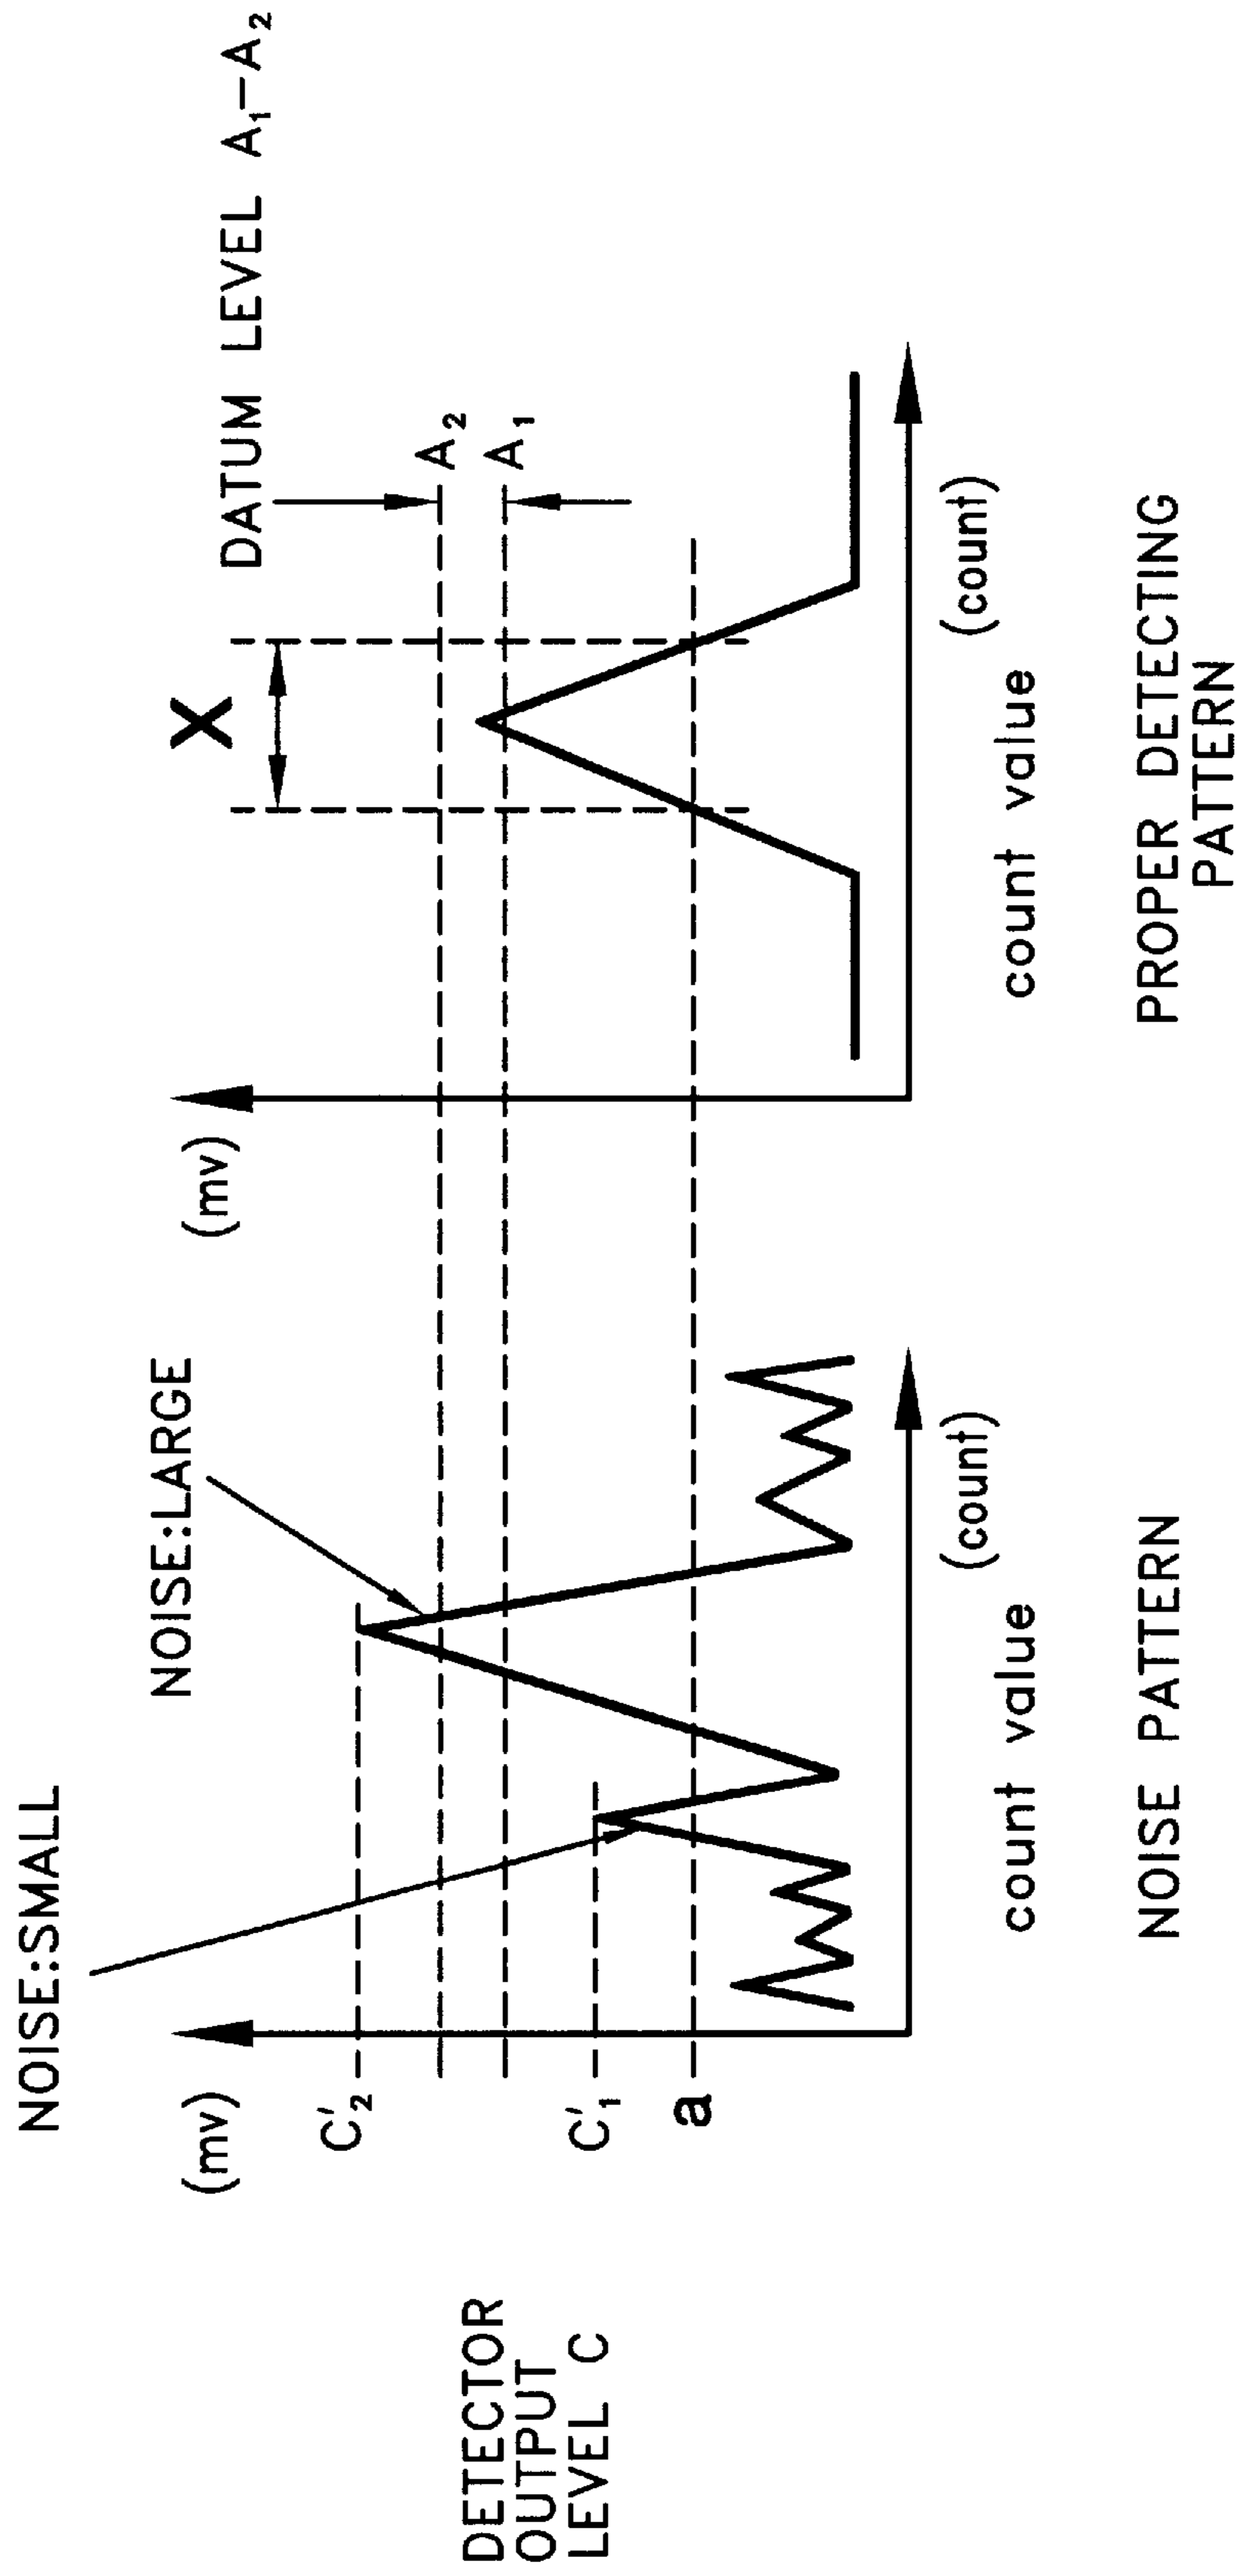 NOISE:SMALL
NOISE:LARGE
DATUM LEVEL A₁–A₂
X
(mv)
(mv)
C'₂
A₂
A₁
C'₁
a
DETECTOR
OUTPUT
LEVEL C
(count)
count value
(count)
count value
NOISE PATTERN
PROPER DETECTING
PATTERN